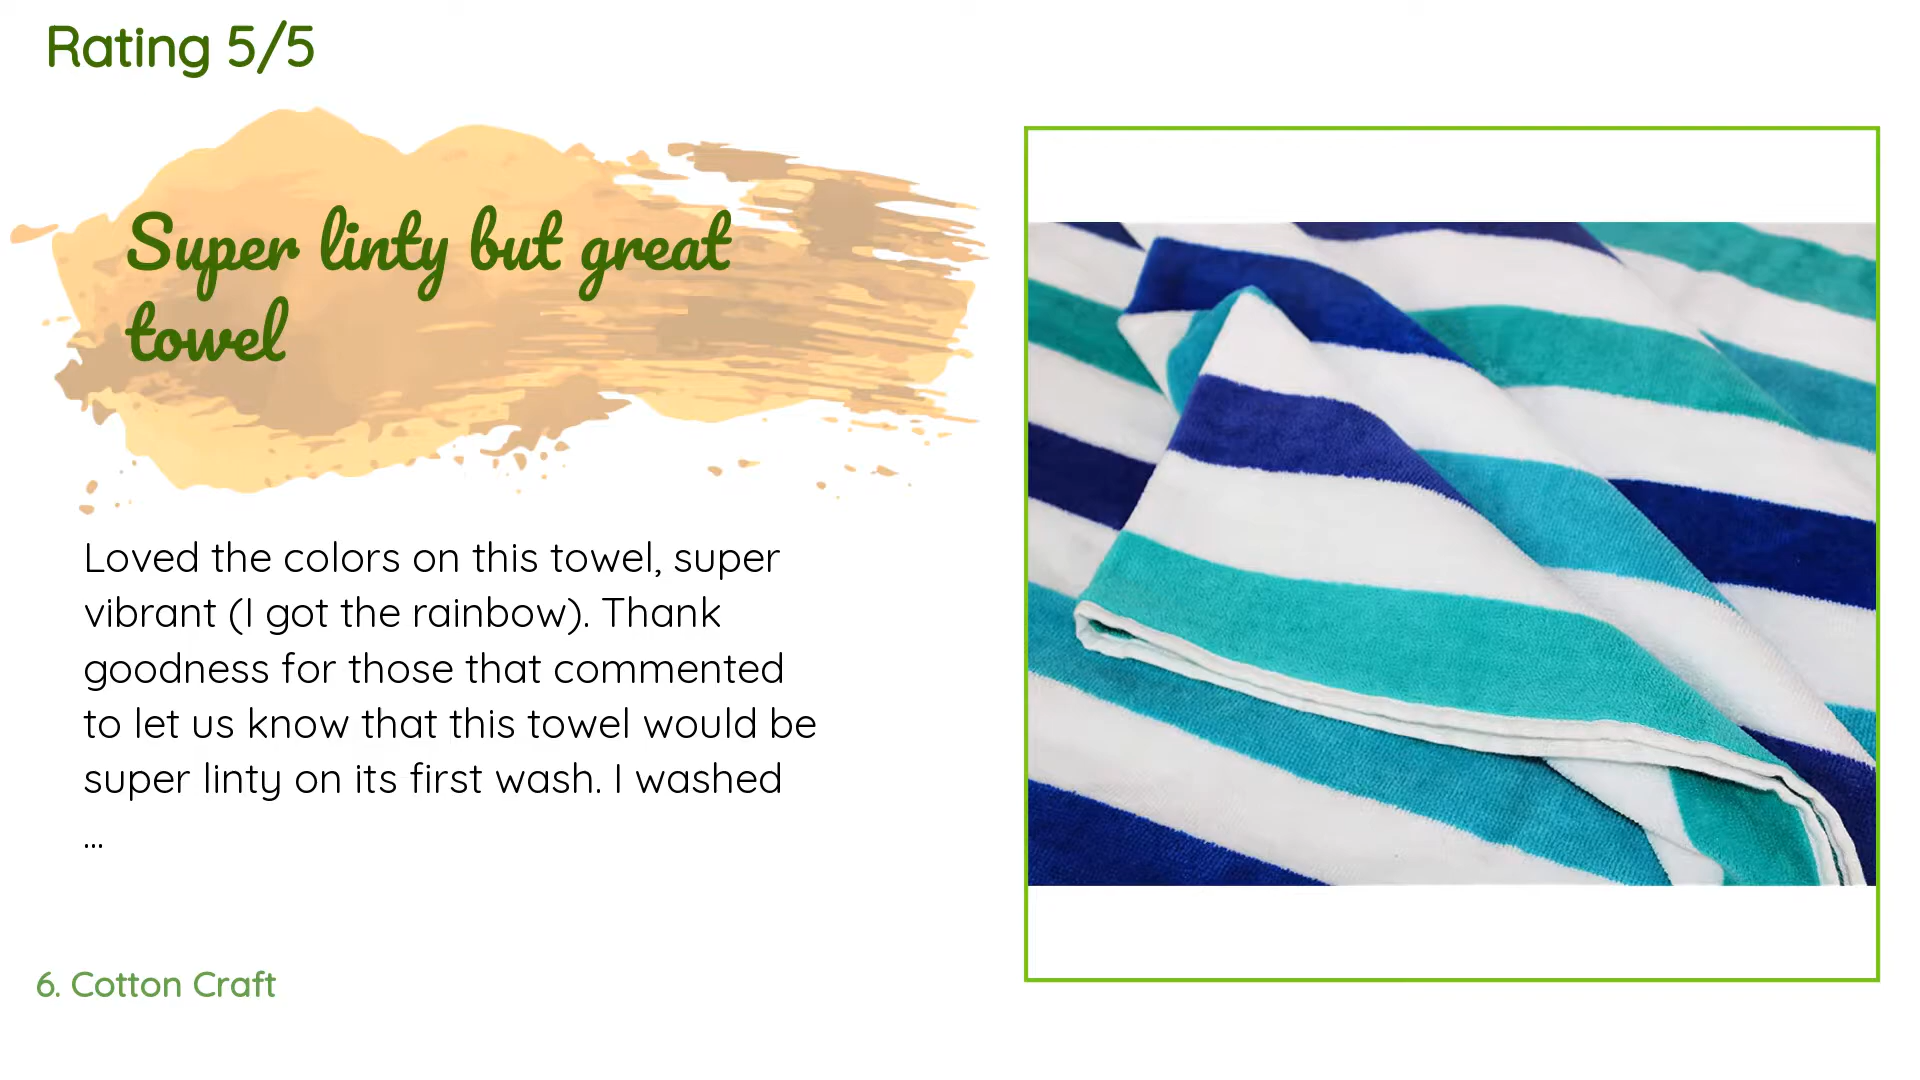 Rating 5/5
Super linty but great
towel
Loved the colors on this towel, super
vibrant (I got the rainbow). Thank
goodness for those that commented
to let us know that this towel would be
super linty on its first wash. I washed
...
6. Cotton Craft